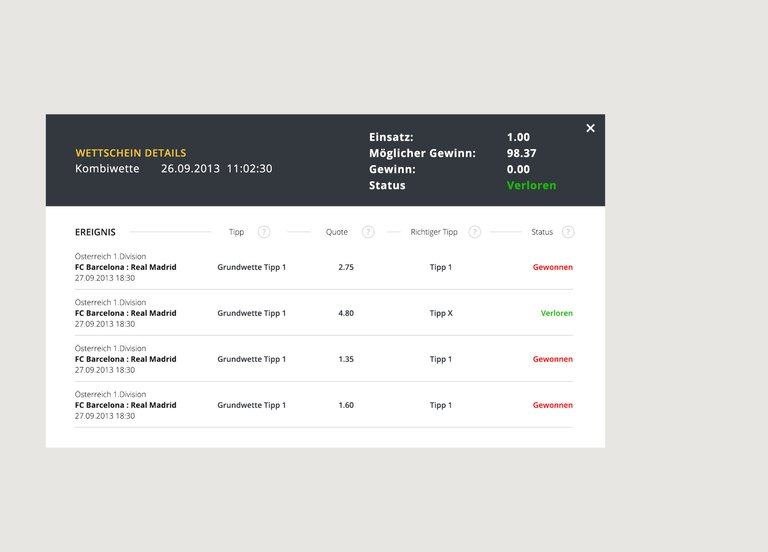 WETTSCHEIN DETAILS
Kombiwette 26.09.2013 11:02:30
Einsatz: 1.00
Möglicher Gewinn: 98.37
Gewinn: 0.00
Status Verloren
EREIGNIS Tipp ? Quote ? Richtiger Tipp ? Status ?
Österreich 1.Division
FC Barcelona : Real Madrid Grundwette Tipp 1 2.75 Tipp 1 Gewonnen
27.09.2013 18:30
Österreich 1.Division
FC Barcelona : Real Madrid Grundwette Tipp 1 4.80 Tipp X Verloren
27.09.2013 18:30
Österreich 1.Division
FC Barcelona : Real Madrid Grundwette Tipp 1 1.35 Tipp 1 Gewonnen
27.09.2013 18:30
Österreich 1.Division
FC Barcelona : Real Madrid Grundwette Tipp 1 1.60 Tipp 1 Gewonnen
27.09.2013 18:30